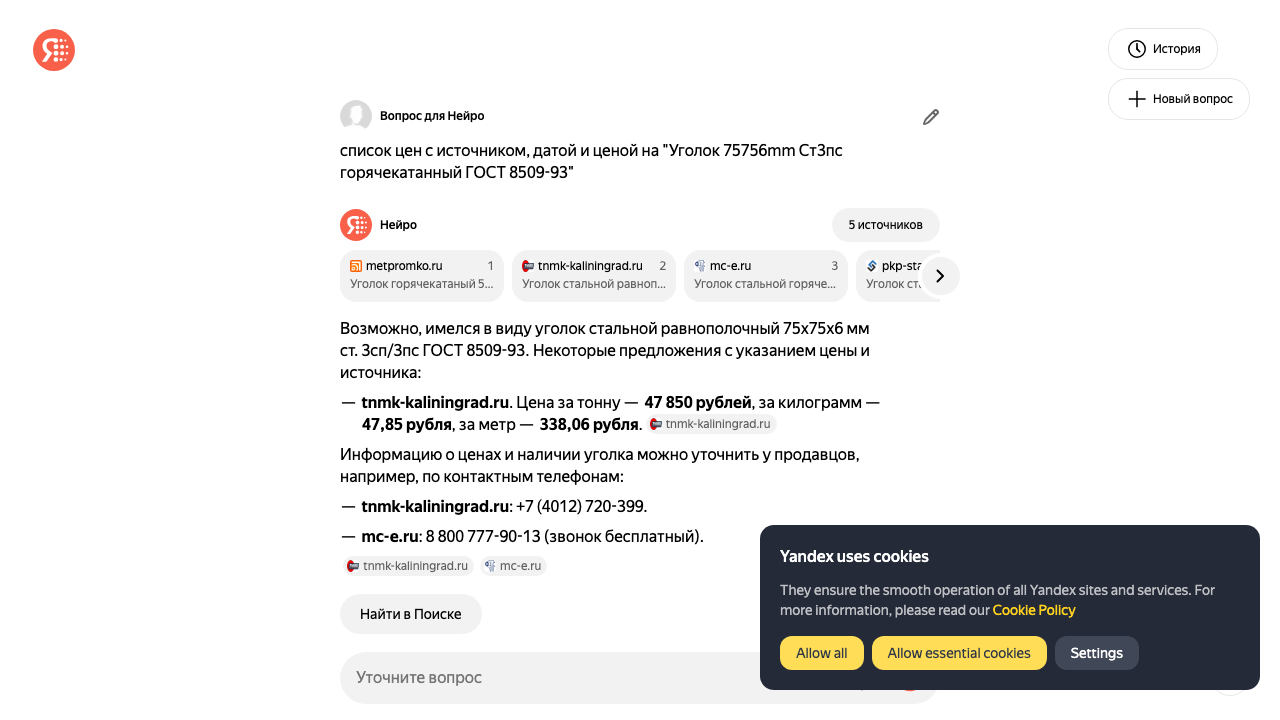 История
Новый вопрос
Вопрос для Нейро
список цен с источником, датой и ценой на "Уголок 75756mm Ст3пс
горячекатанный ГОСТ 8509-93"
Нейро
5 источников
metpromko.ru 1
Уголок горячекатаный 5...
tnmk-kaliningrad.ru 2
Уголок стальной равноп...
mc-e.ru 3
Уголок стальной горяче...
pkp-sta
Уголок ст
Возможно, имелся в виду уголок стальной равнополочный 75х75х6 мм
ст. 3сп/3пс ГОСТ 8509-93. Некоторые предложения с указанием цены и
источника:
— tnmk-kaliningrad.ru. Цена за тонну — 47 850 рублей, за килограмм —
47,85 рубля, за метр — 338,06 рубля. tnmk-kaliningrad.ru
Информацию о ценах и наличии уголка можно уточнить у продавцов,
например, по контактным телефонам:
— tnmk-kaliningrad.ru: +7 (4012) 720-399.
— mc-e.ru: 8 800 777-90-13 (звонок бесплатный).
tnmk-kaliningrad.ru mc-e.ru
Найти в Поиске
Уточните вопрос
Yandex uses cookies
They ensure the smooth operation of all Yandex sites and services. For
more information, please read our Cookie Policy
Allow all
Allow essential cookies
Settings